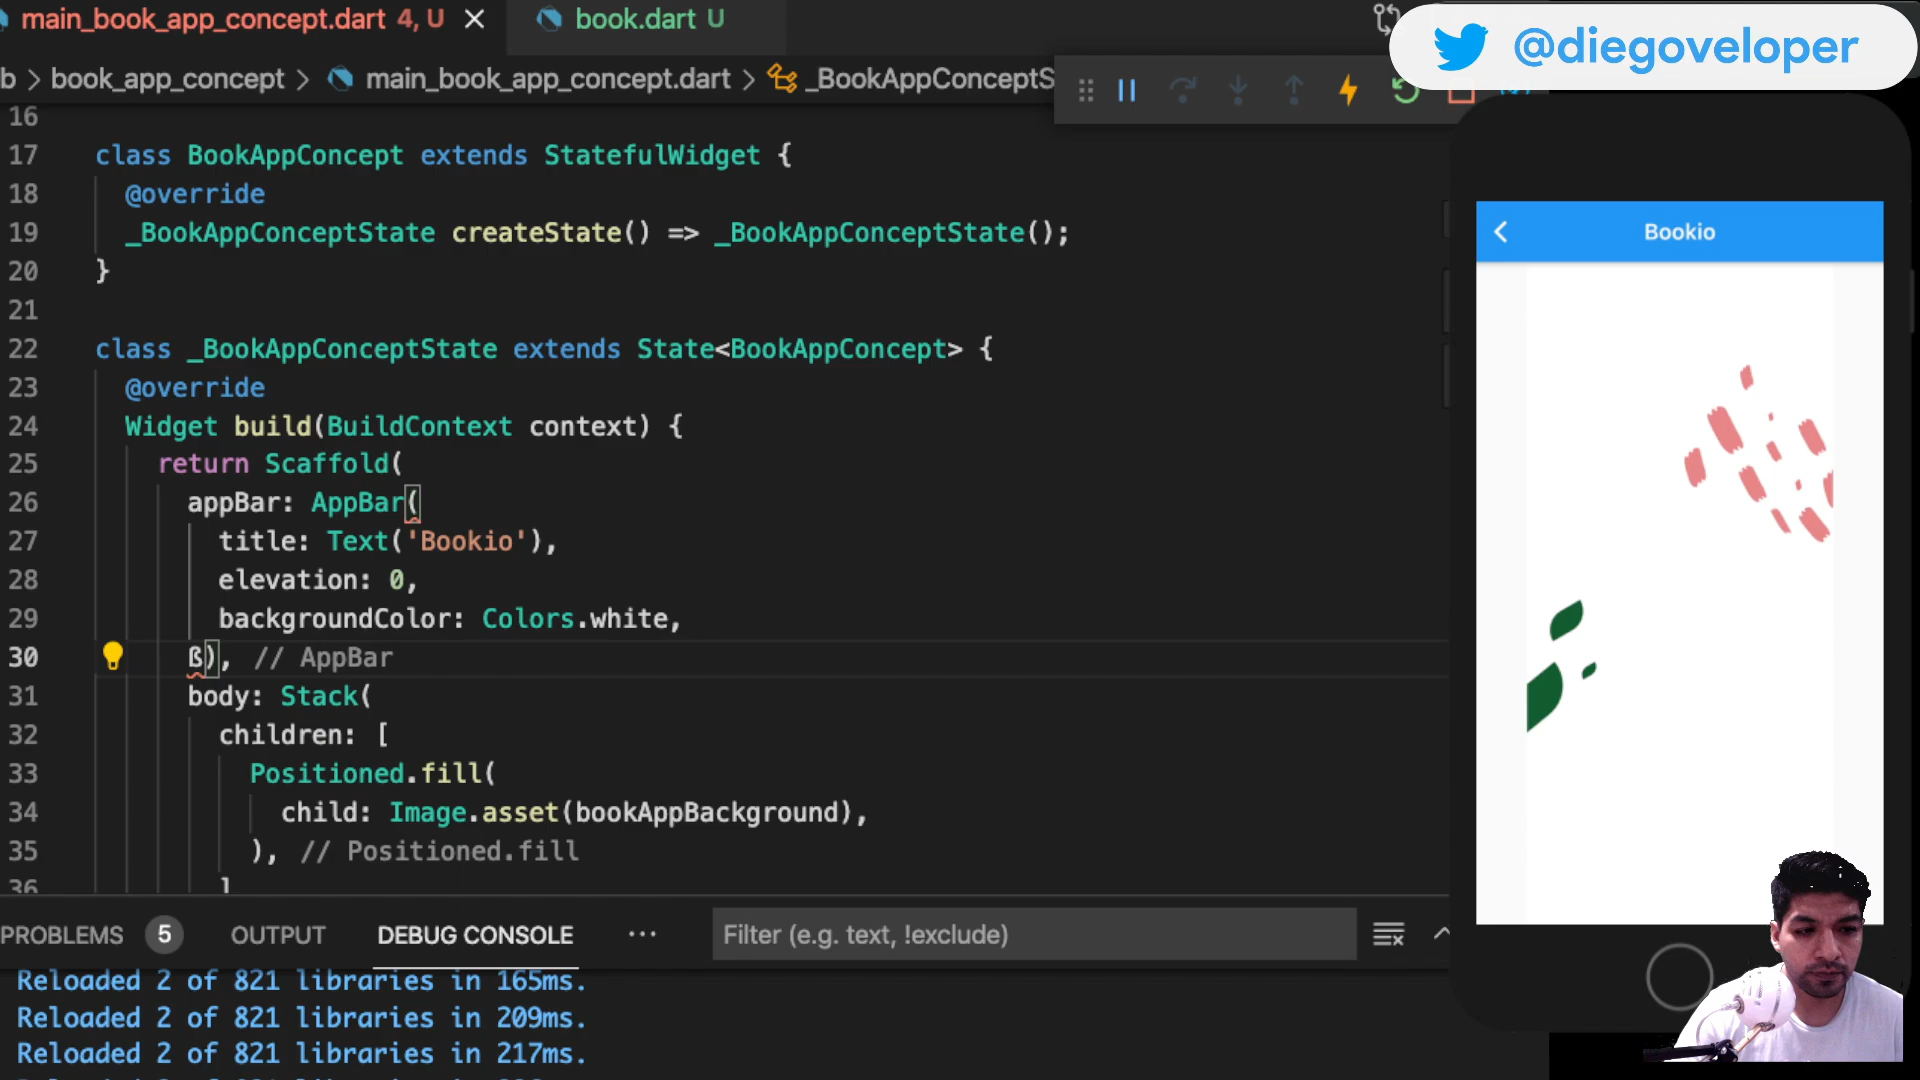 main_book_app_concept.dart 4, U
book.dart U
@diegoveloper
b > book_app_concept > main_book_app_concept.dart > _BookAppConceptS
16
17 class BookAppConcept extends StatefulWidget {
18 @override
19 _BookAppConceptState createState() => _BookAppConceptState();
20 }
21
22 class _BookAppConceptState extends State<BookAppConcept> {
23 @override
24 Widget build(BuildContext context) {
25 return Scaffold(
26 appBar: AppBar(
27 title: Text('Bookio'),
28 elevation: 0,
29 backgroundColor: Colors.white,
30 ß), // AppBar
31 body: Stack(
32 children: [
33 Positioned.fill(
34 child: Image.asset(bookAppBackground),
35 ), // Positioned.fill
36 ]
Bookio
PROBLEMS 5 OUTPUT DEBUG CONSOLE ··· Filter (e.g. text, !exclude)
Reloaded 2 of 821 libraries in 165ms.
Reloaded 2 of 821 libraries in 209ms.
Reloaded 2 of 821 libraries in 217ms.